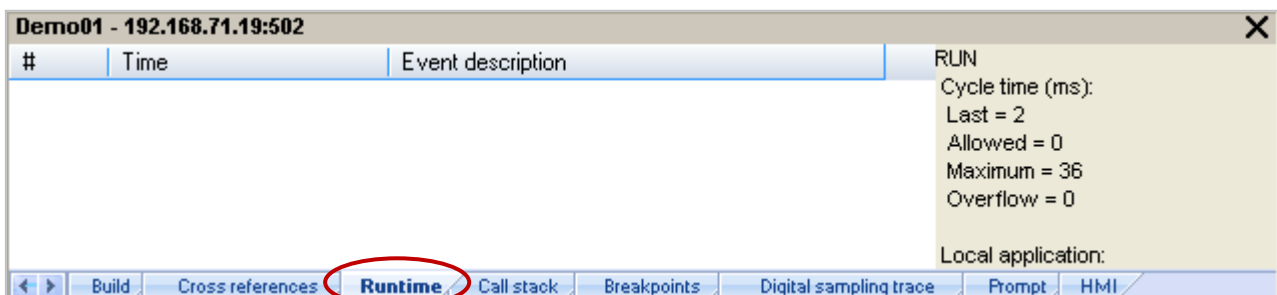 Demo01 - 192.168.71.19:502
# Time Event description
RUN
Cycle time (ms):
Last = 2
Allowed = 0
Maximum = 36
Overflow = 0
Local application:
Build Cross references Runtime Call stack Breakpoints Digital sampling trace Prompt HMI